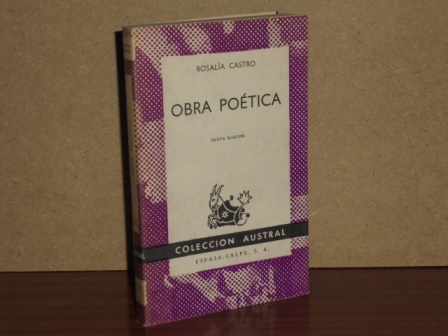 ROSALÍA CASTRO
OBRA POÉTICA
SEXTA EDICIÓN
COLECCION AUSTRAL
ESPASA-CALPE, S. A.